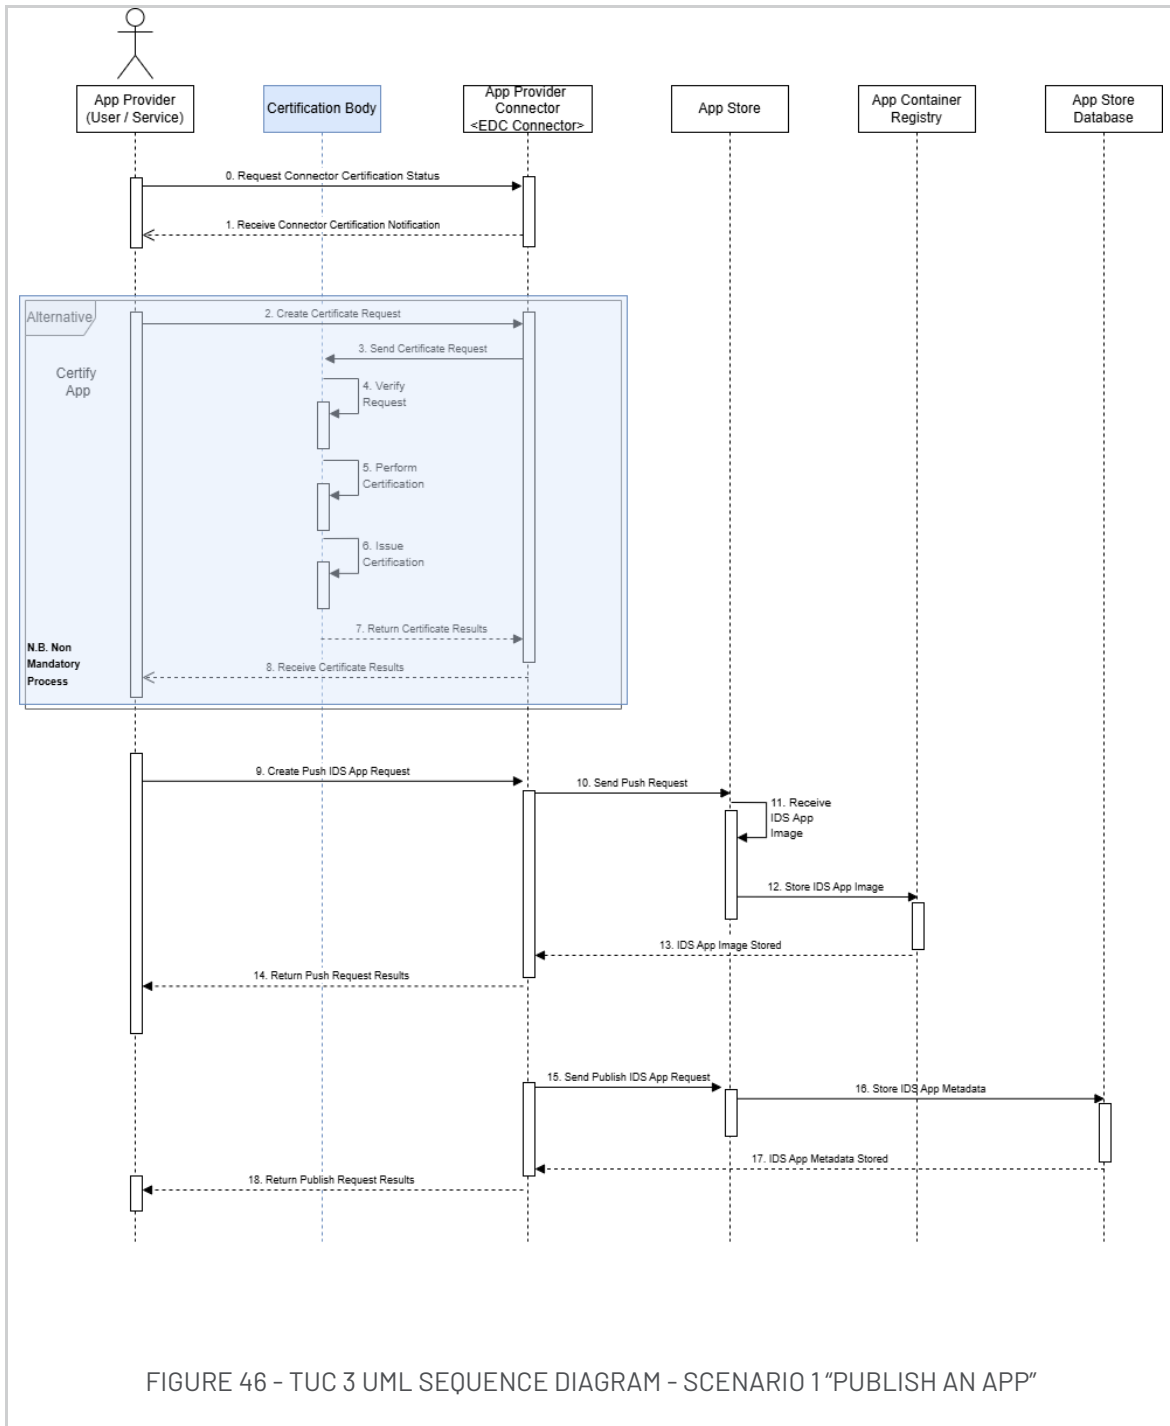 App Provider
(User / Service)
Certification Body
App Provider
Connector
<EDC Connector>
App Store
App Container
Registry
App Store
Database
0. Request Connector Certification Status
1. Receive Connector Certification Notification
Alternative
2. Create Certificate Request
3. Send Certificate Request
Certify
App
4. Verify
Request
5. Perform
Certification
6. Issue
Certification
7. Return Certificate Results
N.B. Non
Mandatory
Process
8. Receive Certificate Results
9. Create Push IDS App Request
10. Send Push Request
11. Receive
IDS App
Image
12. Store IDS App Image
13. IDS App Image Stored
14. Return Push Request Results
15. Send Publish IDS App Request
16. Store IDS App Metadata
17. IDS App Metadata Stored
18. Return Publish Request Results
FIGURE 46 - TUC 3 UML SEQUENCE DIAGRAM - SCENARIO 1 "PUBLISH AN APP"